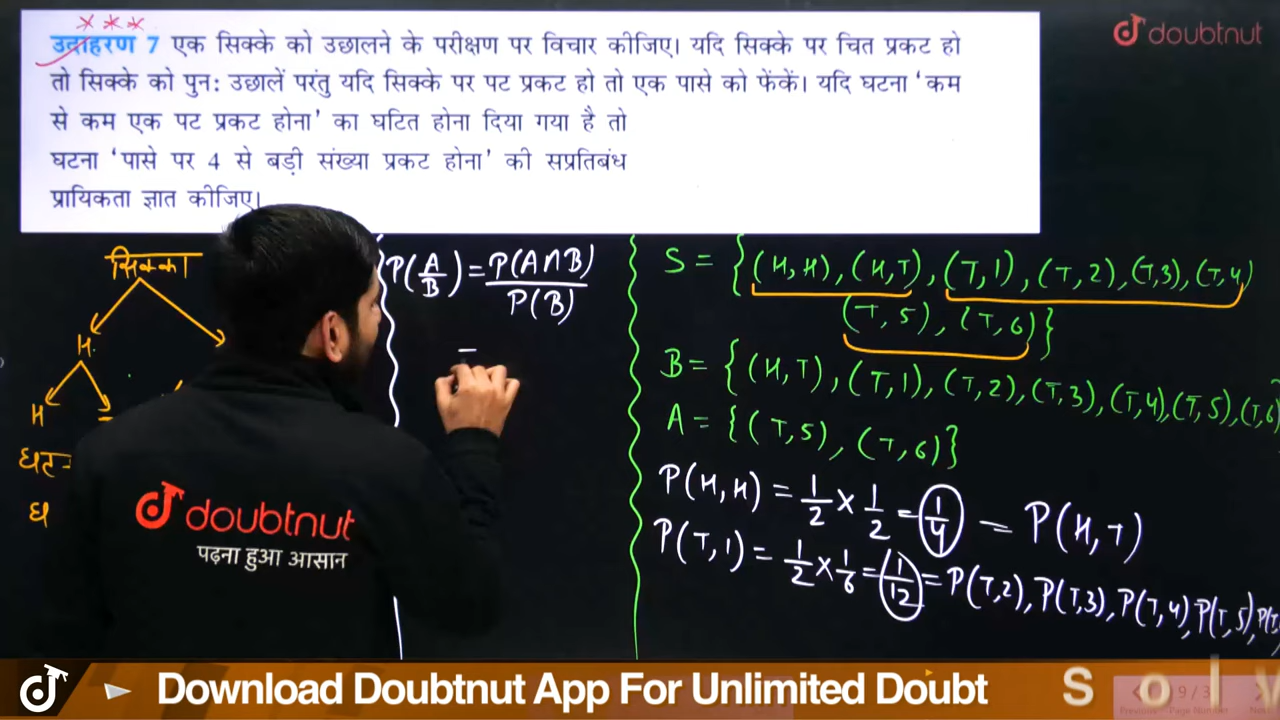 * * *
उदाहरण 7 एक सिक्के को उछालने के परीक्षण पर विचार कीजिए। यदि सिक्के पर चित प्रकट हो
तो सिक्के को पुन: उछालें परंतु यदि सिक्के पर पट प्रकट हो तो एक पासे को फेंकें। यदि घटना ‘कम
से कम एक पट प्रकट होना’ का घटित होना दिया गया है तो
घटना ‘पासे पर 4 से बड़ी संख्या प्रकट होना’ की सप्रतिबंध
प्रायिकता ज्ञात कीजिए।
doubtnut
सिक्का
H
H
P(A/B) = P(A∩B)/P(B)
S = {(H,H), (H,T), (T,1), (T,2), (T,3), (T,4)
(T,5), (T,6)}
B = {(H,T), (T,1), (T,2), (T,3), (T,4), (T,5), (T,6
A = {(T,5), (T,6)}
P(H,H) = 1/2 × 1/2 = 1/4 = P(H,T)
P(T,1) = 1/2 × 1/6 = 1/12 = P(T,2), P(T,3), P(T,4), P(T,5), P(T,
doubtnut
पढ़ना हुआ आसान
Download Doubtnut App For Unlimited Doubt
S o l
9 / 3